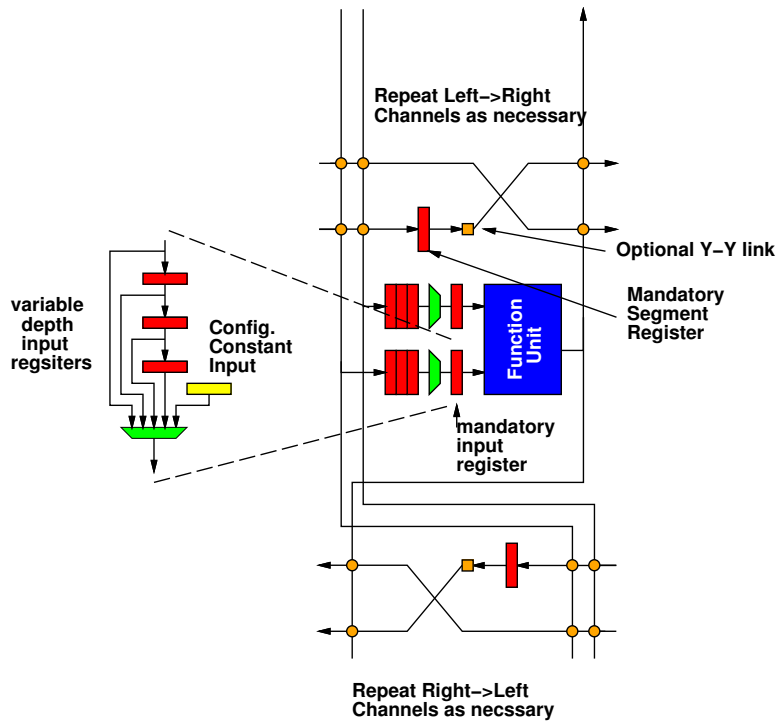 Repeat Left−>Right
Channels as necessary
Optional Y−Y link
Mandatory
Segment
Register
variable
depth
input
regsiters
Config.
Constant
Input
Function
Unit
mandatory
input
register
Repeat Right−>Left
Channels as necssary